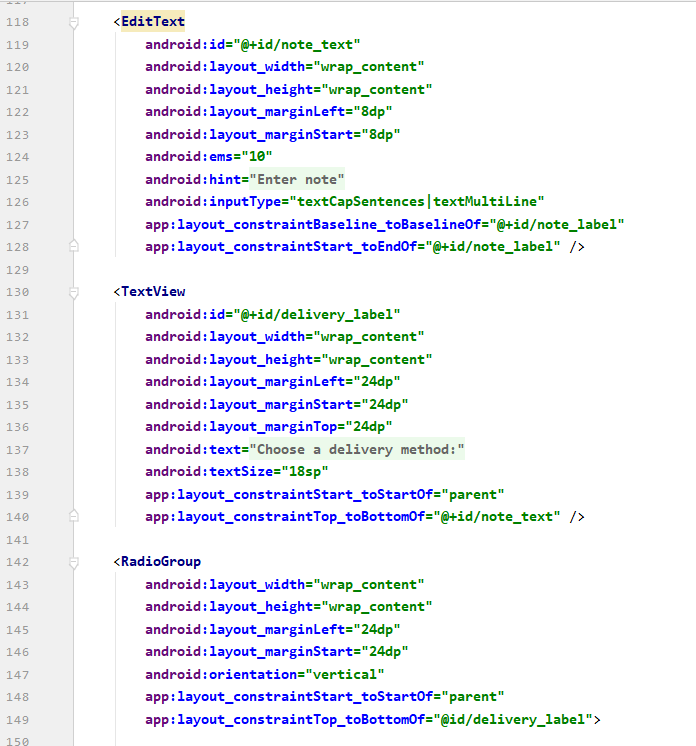 118 <EditText
119 android:id="@+id/note_text"
120 android:layout_width="wrap_content"
121 android:layout_height="wrap_content"
122 android:layout_marginLeft="8dp"
123 android:layout_marginStart="8dp"
124 android:ems="10"
125 android:hint="Enter note"
126 android:inputType="textCapSentences|textMultiLine"
127 app:layout_constraintBaseline_toBaselineOf="@+id/note_label"
128 app:layout_constraintStart_toEndOf="@+id/note_label" />
129
130 <TextView
131 android:id="@+id/delivery_label"
132 android:layout_width="wrap_content"
133 android:layout_height="wrap_content"
134 android:layout_marginLeft="24dp"
135 android:layout_marginStart="24dp"
136 android:layout_marginTop="24dp"
137 android:text="Choose a delivery method:"
138 android:textSize="18sp"
139 app:layout_constraintStart_toStartOf="parent"
140 app:layout_constraintTop_toBottomOf="@+id/note_text" />
141
142 <RadioGroup
143 android:layout_width="wrap_content"
144 android:layout_height="wrap_content"
145 android:layout_marginLeft="24dp"
146 android:layout_marginStart="24dp"
147 android:orientation="vertical"
148 app:layout_constraintStart_toStartOf="parent"
149 app:layout_constraintTop_toBottomOf="@id/delivery_label">
150